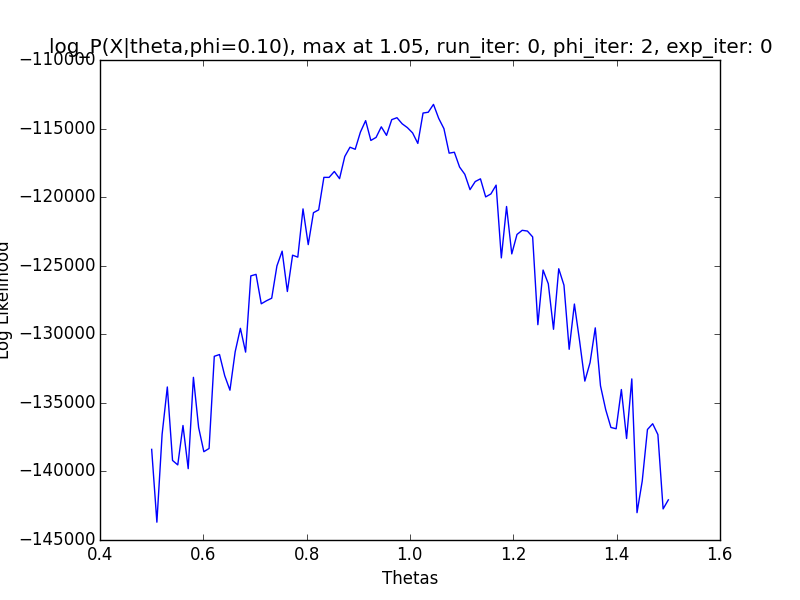 log_P(X|theta,phi=0.10), max at 1.05, run_iter: 0, phi_iter: 2, exp_iter: 0
−110000
−115000
−120000
−125000
−130000
−135000
−140000
−145000
Log Likelihood
0.4 0.6 0.8 1.0 1.2 1.4 1.6
Thetas